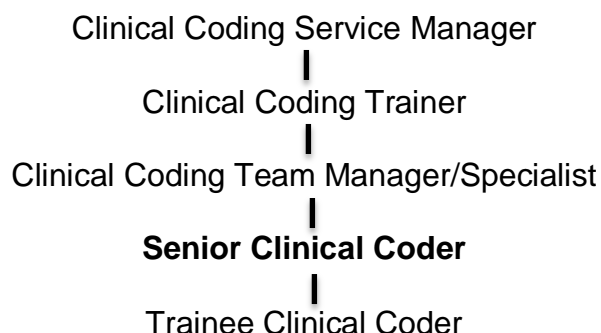 Clinical Coding Service Manager
Clinical Coding Trainer
Clinical Coding Team Manager/Specialist
Senior Clinical Coder
Trainee Clinical Coder